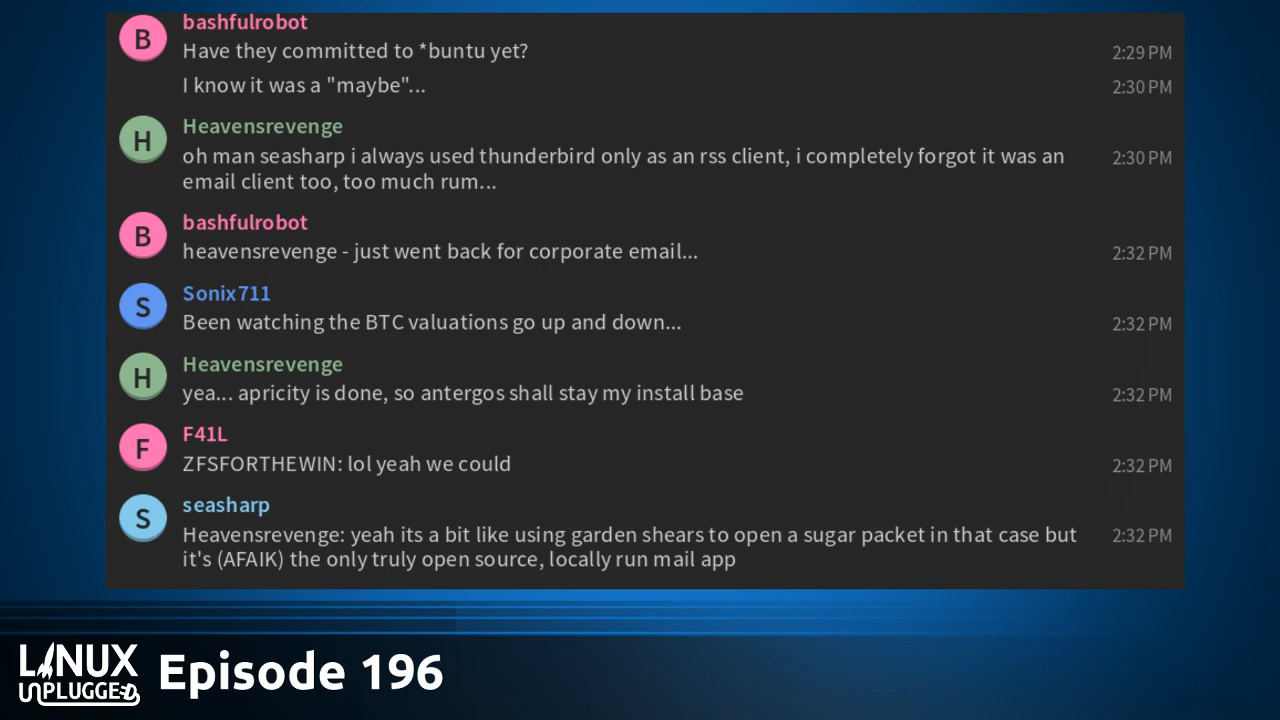 bashfulrobot
B
Have they committed to *buntu yet?
2:29 PM
I know it was a "maybe"...
2:30 PM
Heavensrevenge
H
oh man seasharp i always used thunderbird only as an rss client, i completely forgot it was an
2:30 PM
email client too, too much rum...
bashfulrobot
B
heavensrevenge - just went back for corporate email...
2:32 PM
Sonix711
S
Been watching the BTC valuations go up and down...
2:32 PM
Heavensrevenge
H
yea... apricity is done, so antergos shall stay my install base
2:32 PM
F41L
F
ZFSFORTHEWIN: lol yeah we could
2:32 PM
seasharp
S
Heavensrevenge: yeah its a bit like using garden shears to open a sugar packet in that case but
2:32 PM
it's (AFAIK) the only truly open source, locally run mail app
LINUX
UNPLUGGED
Episode 196